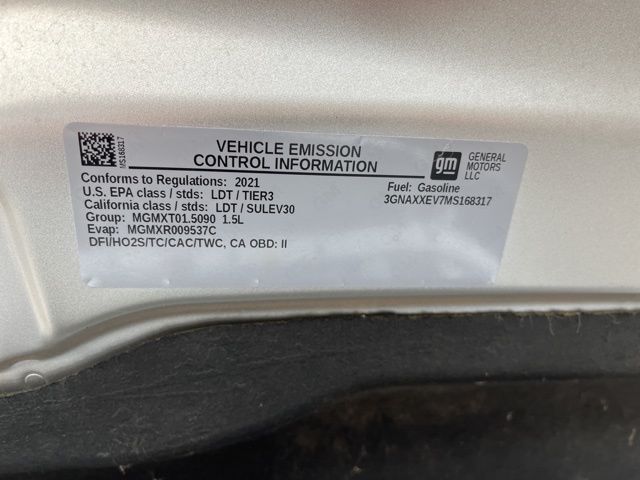 MS168317
VEHICLE EMISSION
CONTROL INFORMATION
gm
GENERAL
MOTORS
LLC
Conforms to Regulations: 2021
U.S. EPA class / stds: LDT / TIER3
California class / stds: LDT / SULEV30
Group: MGMXT01.5090 1.5L
Evap: MGMXR009537C
DFI/HO2S/TC/CAC/TWC, CA OBD: II
Fuel: Gasoline
3GNAXXEV7MS168317